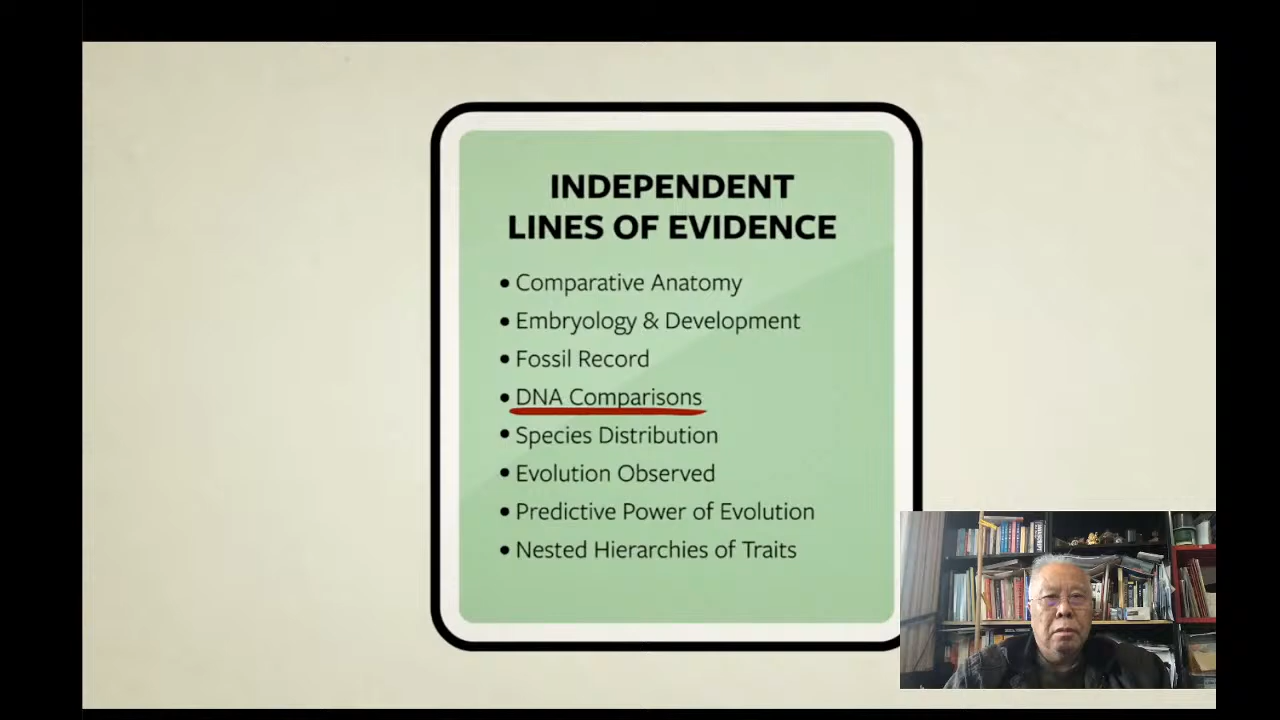 INDEPENDENT
LINES OF EVIDENCE
• Comparative Anatomy
• Embryology & Development
• Fossil Record
• DNA Comparisons
• Species Distribution
• Evolution Observed
• Predictive Power of Evolution
• Nested Hierarchies of Traits